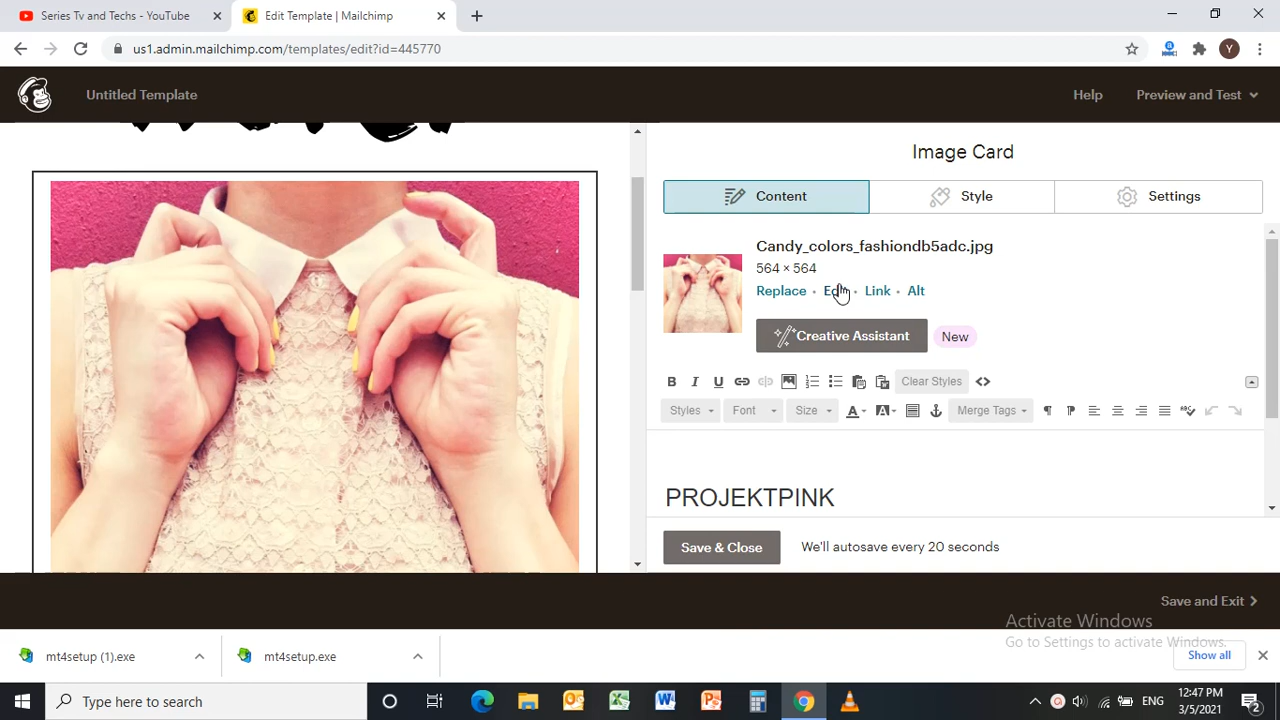 Series Tv and Techs - YouTube
Edit Template | Mailchimp
us1.admin.mailchimp.com/templates/edit?id=445770
Y
Untitled Template
Help
Preview and Test
Image Card
Content
Style
Settings
Candy_colors_fashiondb5adc.jpg
564 × 564
Replace • Edit • Link • Alt
Creative Assistant
New
B I U
Clear Styles
Styles
Font
Size
A
A
Merge Tags
ABC
PROJEKTPINK
Save & Close
We'll autosave every 20 seconds
Save and Exit
Activate Windows
Go to Settings to activate Windows.
mt4setup (1).exe
mt4setup.exe
Show all
Type here to search
ENG
12:47 PM
3/5/2021
2